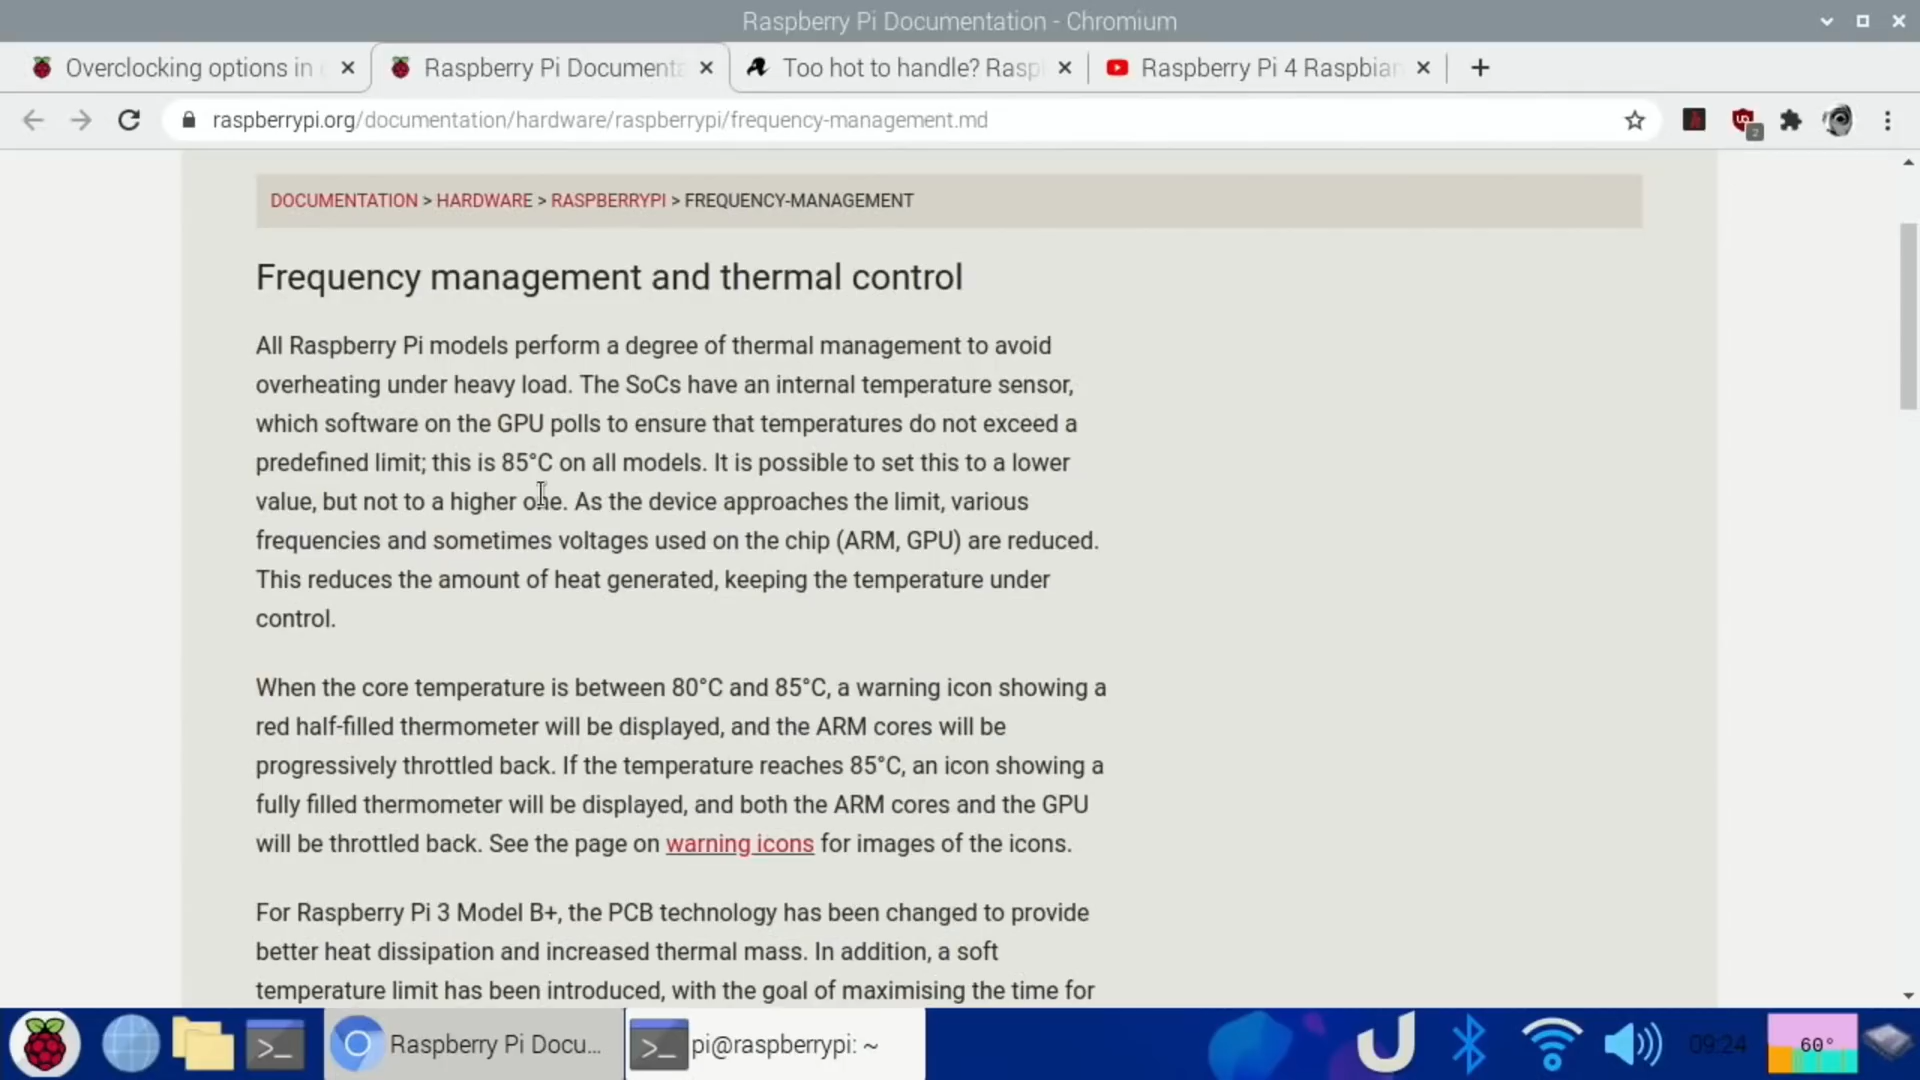 Raspberry Pi Documentation - Chromium
Overclocking options in
Raspberry Pi Documenta
Too hot to handle? Rasp
Raspberry Pi 4 Raspbian
raspberrypi.org/documentation/hardware/raspberrypi/frequency-management.md
2
DOCUMENTATION > HARDWARE > RASPBERRYPI > FREQUENCY-MANAGEMENT
Frequency management and thermal control
All Raspberry Pi models perform a degree of thermal management to avoid
overheating under heavy load. The SoCs have an internal temperature sensor,
which software on the GPU polls to ensure that temperatures do not exceed a
predefined limit; this is 85°C on all models. It is possible to set this to a lower
value, but not to a higher one. As the device approaches the limit, various
frequencies and sometimes voltages used on the chip (ARM, GPU) are reduced.
This reduces the amount of heat generated, keeping the temperature under
control.
When the core temperature is between 80°C and 85°C, a warning icon showing a
red half-filled thermometer will be displayed, and the ARM cores will be
progressively throttled back. If the temperature reaches 85°C, an icon showing a
fully filled thermometer will be displayed, and both the ARM cores and the GPU
will be throttled back. See the page on warning icons for images of the icons.
For Raspberry Pi 3 Model B+, the PCB technology has been changed to provide
better heat dissipation and increased thermal mass. In addition, a soft
temperature limit has been introduced, with the goal of maximising the time for
Raspberry Pi Docu...
pi@raspberrypi: ~
09:24
60°